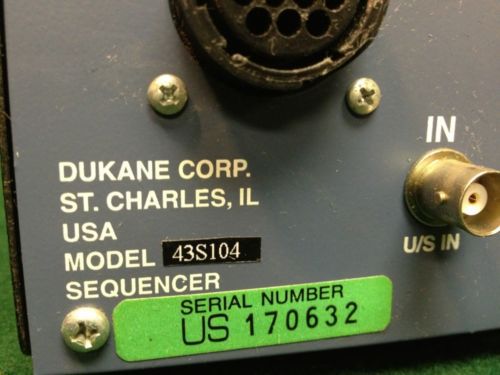 IN
DUKANE CORP.
ST. CHARLES, IL
USA
MODEL 43S104
SEQUENCER
U/S IN
SERIAL NUMBER
US 170632